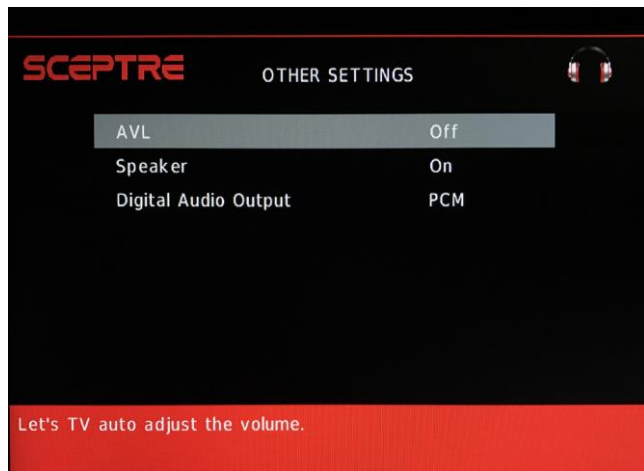 SCEPTRE
OTHER SETTINGS
AVL Off
Speaker On
Digital Audio Output PCM
Let's TV auto adjust the volume.